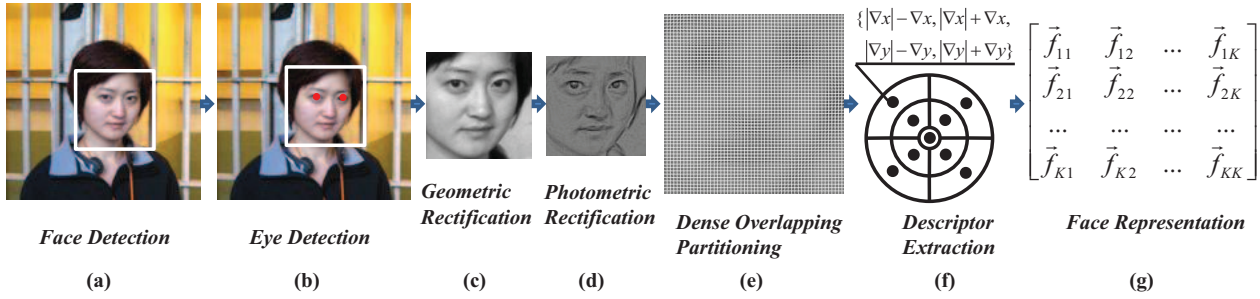 {|∇x|−∇x,|∇x|+∇x,
|∇y|−∇y,|∇y|+∇y}
f⃗11 f⃗12 ... f⃗1K
f⃗21 f⃗22 ... f⃗2K
... ... ... ...
f⃗K1 f⃗K2 ... f⃗KK
Face Detection
Eye Detection
Geometric
Rectification
Photometric
Rectification
Dense Overlapping
Partitioning
Descriptor
Extraction
Face Representation
(a)
(b)
(c)
(d)
(e)
(f)
(g)